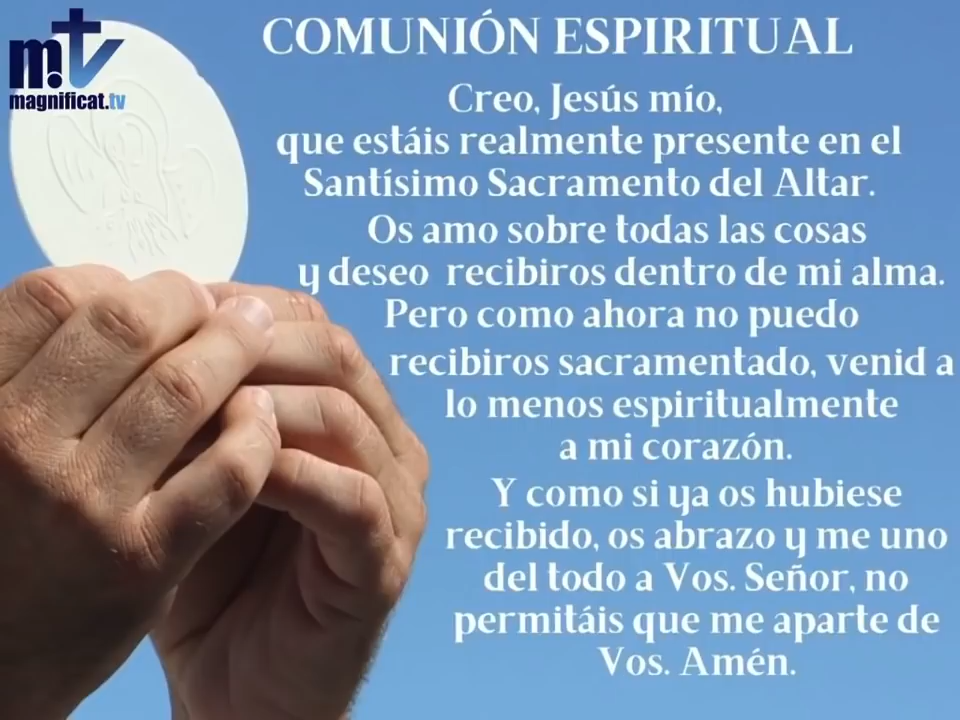 mtv
magnificat.tv
COMUNIÓN ESPIRITUAL
Creo, Jesús mío,
que estáis realmente presente en el
Santísimo Sacramento del Altar.
Os amo sobre todas las cosas
y deseo recibiros dentro de mi alma.
Pero como ahora no puedo
recibiros sacramentado, venid a
lo menos espiritualmente
a mi corazón.
Y como si ya os hubiese
recibido, os abrazo y me uno
del todo a Vos. Señor, no
permitáis que me aparte de
Vos. Amén.